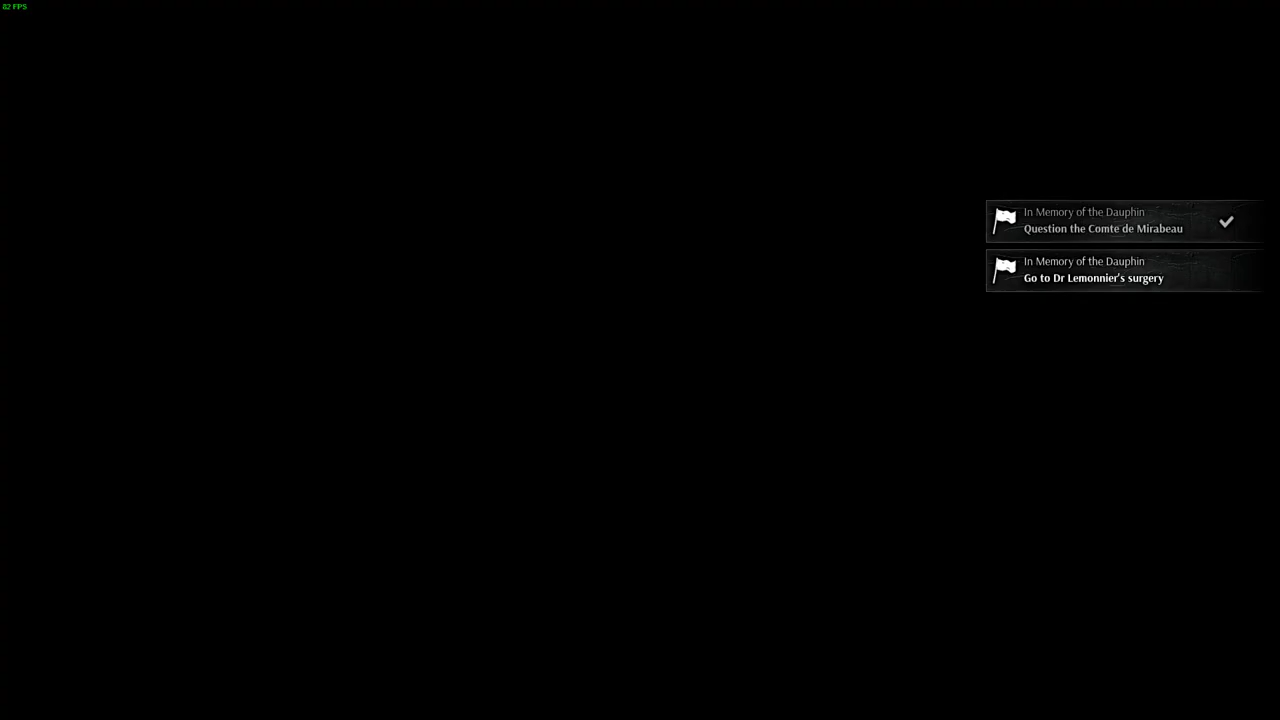 82 FPS
In Memory of the Dauphin
Question the Comte de Mirabeau
In Memory of the Dauphin
Go to Dr Lemonnier's surgery